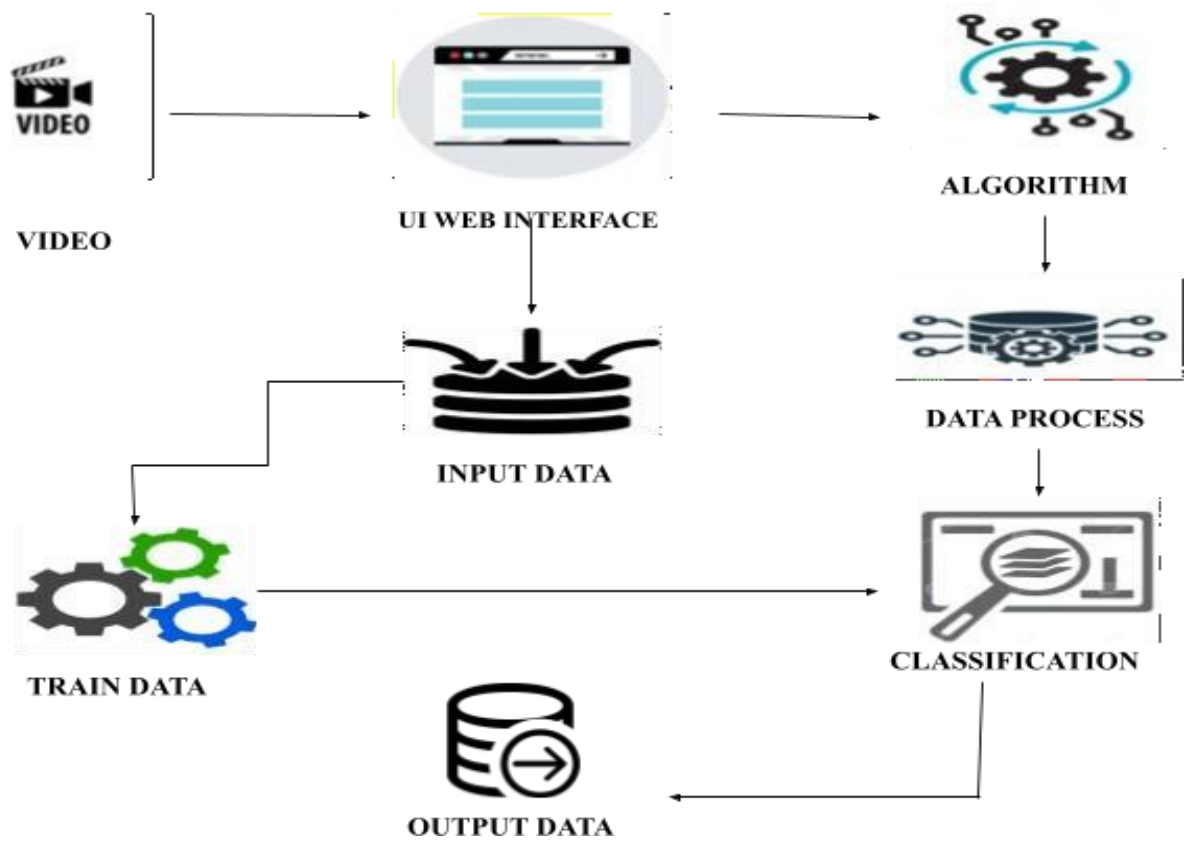 VIDEO
VIDEO
UI WEB INTERFACE
ALGORITHM
INPUT DATA
DATA PROCESS
TRAIN DATA
CLASSIFICATION
OUTPUT DATA